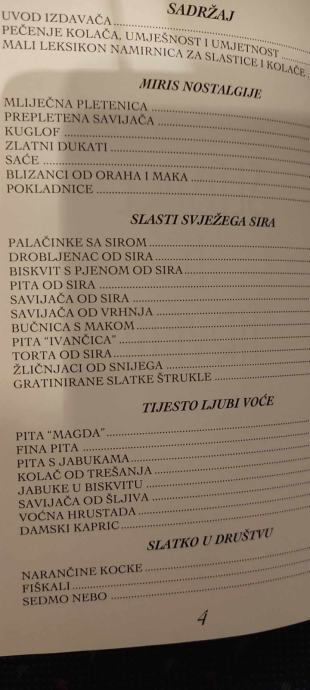 SADRŽAJ
UVOD IZDAVAČA
PEČENJE KOLAČA, UMJEŠNOST I UMJETNOST
MALI LEKSIKON NAMIRNICA ZA SLASTICE I KOLAČE
MIRIS NOSTALGIJE
MLIJEČNA PLETENICA
PREPLETENA SAVIJAČA
KUGLOF
ZLATNI DUKATI
SAĆE
BLIZANCI OD ORAHA I MAKA
POKLADNICE
SLASTI SVJEŽEGA SIRA
PALAČINKE SA SIROM
DROBLJENAC OD SIRA
BISKVIT S PJENOM OD SIRA
PITA OD SIRA
SAVIJAČA OD SIRA
SAVIJAČA OD VRHNJA
BUČNICA S MAKOM
PITA "IVANČICA"
TORTA OD SIRA
ŽLIČNJACI OD SNIJEGA
GRATINIRANE SLATKE ŠTRUKLE
TIJESTO LJUBI VOĆE
PITA "MAGDA"
FINA PITA
PITA S JABUKAMA
KOLAČ OD TREŠANJA
JABUKE U BISKVITU
SAVIJAČA OD ŠLJIVA
VOĆNA HRUSTADA
DAMSKI KAPRIC
SLATKO U DRUŠTVU
NARANČINE KOCKE
FIŠKALI
SEDMO NEBO
4